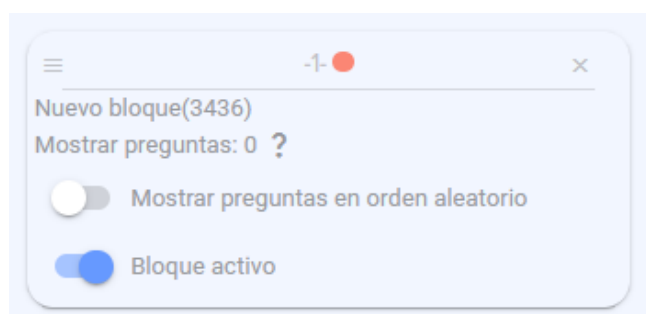 -1-
Nuevo bloque(3436)
Mostrar preguntas: 0 ?
Mostrar preguntas en orden aleatorio
Bloque activo